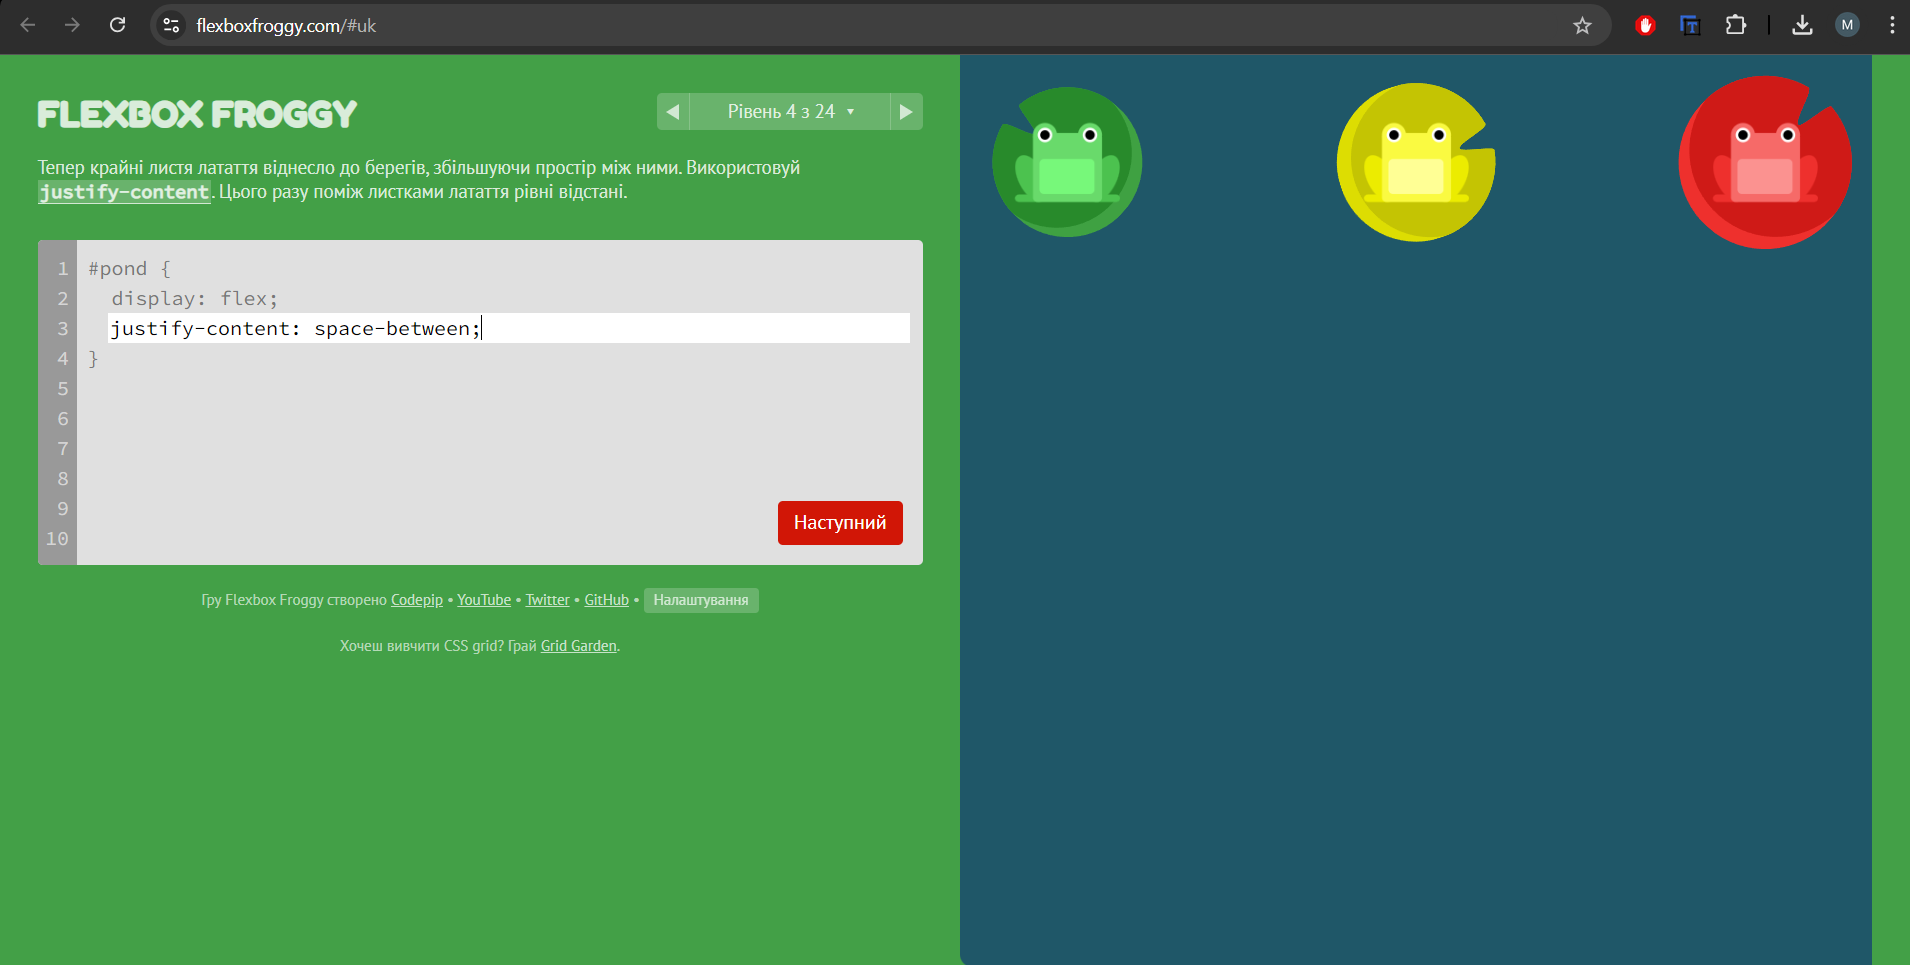 flexboxfroggy.com/#uk
M
FLEXBOX FROGGY
Рівень 4 з 24
Тепер крайні листя латаття віднесло до берегів, збільшуючи простір між ними. Використовуй
justify-content. Цього разу поміж листками латаття рівні відстані.
1 #pond {
2 display: flex;
3 justify-content: space-between;
4 }
5
6
7
8
9
10
Наступний
Гру Flexbox Froggy створено Codepip • YouTube • Twitter • GitHub • Налаштування
Хочеш вивчити CSS grid? Грай Grid Garden.